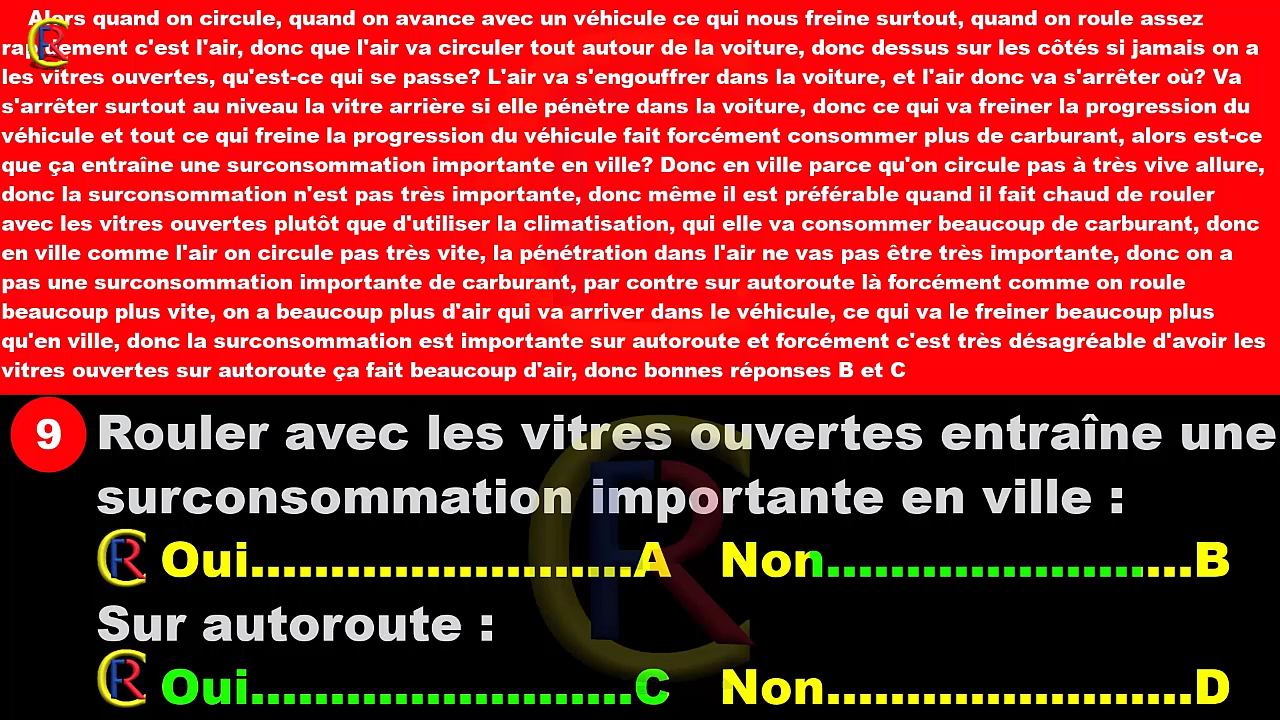 Alors quand on circule, quand on avance avec un véhicule ce qui nous freine surtout, quand on roule assez
rapidement c'est l'air, donc que l'air va circuler tout autour de la voiture, donc dessus sur les côtés si jamais on a
les vitres ouvertes, qu'est-ce qui se passe? L'air va s'engouffrer dans la voiture, et l'air donc va s'arrêter où? Va
s'arrêter surtout au niveau la vitre arrière si elle pénètre dans la voiture, donc ce qui va freiner la progression du
véhicule et tout ce qui freine la progression du véhicule fait forcément consommer plus de carburant, alors est-ce
que ça entraîne une surconsommation importante en ville? Donc en ville parce qu'on circule pas à très vive allure,
donc la surconsommation n'est pas très importante, donc même il est préférable quand il fait chaud de rouler
avec les vitres ouvertes plutôt que d'utiliser la climatisation, qui elle va consommer beaucoup de carburant, donc
en ville comme l'air on circule pas très vite, la pénétration dans l'air ne vas pas être très importante, donc on a
pas une surconsommation importante de carburant, par contre sur autoroute là forcément comme on roule
beaucoup plus vite, on a beaucoup plus d'air qui va arriver dans le véhicule, ce qui va le freiner beaucoup plus
qu'en ville, donc la surconsommation est importante sur autoroute et forcément c'est très désagréable d'avoir les
vitres ouvertes sur autoroute ça fait beaucoup d'air, donc bonnes réponses B et C
9 Rouler avec les vitres ouvertes entraîne une
surconsommation importante en ville :
CFR Oui........................A Non.......................B
Sur autoroute :
CFR Oui........................C Non.......................D